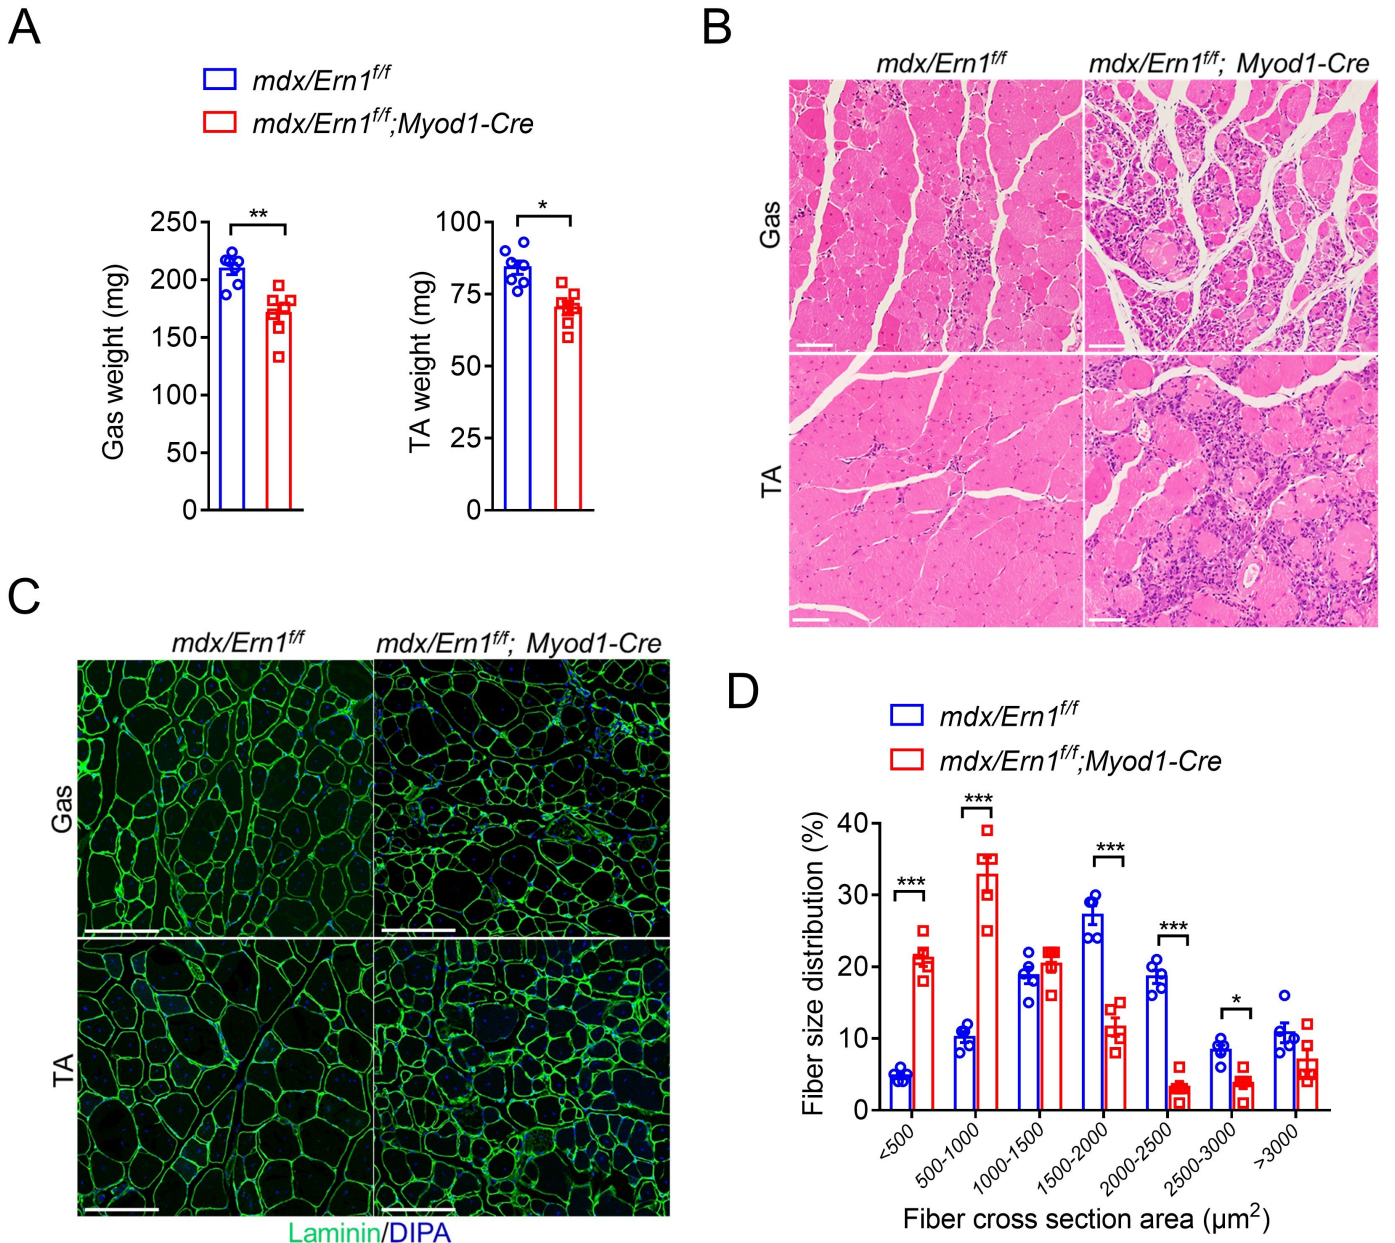 A
mdx/Ern1f/f
mdx/Ern1f/f;Myod1-Cre
Gas weight (mg)
250
200
150
100
50
0
**
TA weight (mg)
100
75
50
25
0
*
B
mdx/Ern1f/f
mdx/Ern1f/f; Myod1-Cre
Gas
TA
C
mdx/Ern1f/f
mdx/Ern1f/f; Myod1-Cre
Gas
TA
Laminin/DIPA
D
mdx/Ern1f/f
mdx/Ern1f/f;Myod1-Cre
Fiber size distribution (%)
40
30
20
10
0
***
***
***
***
*
<500
500-1000
1000-1500
1500-2000
2000-2500
2500-3000
>3000
Fiber cross section area (μm2)